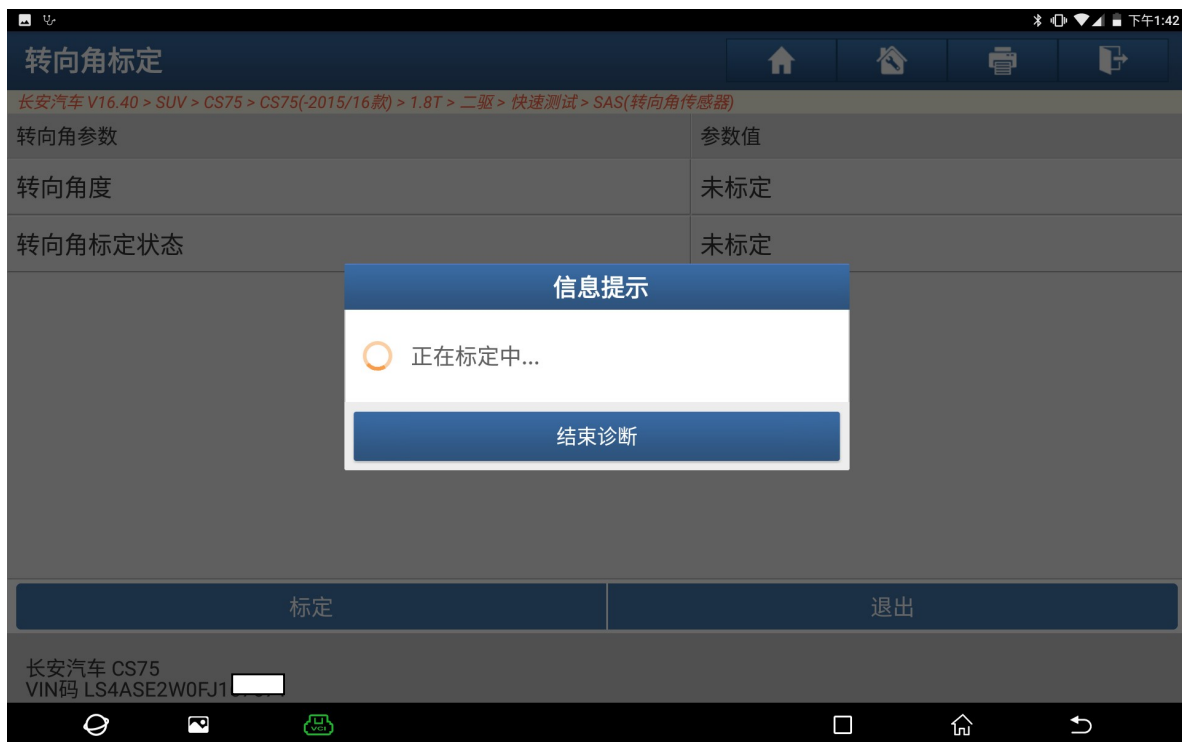 下午1:42
转向角标定
长安汽车 V16.40 > SUV > CS75 > CS75(-2015/16款) > 1.8T > 二驱 > 快速测试 > SAS(转向角传感器)
转向角参数 参数值
转向角度 未标定
转向角标定状态 未标定
信息提示
正在标定中...
结束诊断
标定 退出
长安汽车 CS75
VIN码 LS4ASE2W0FJ1
VCI